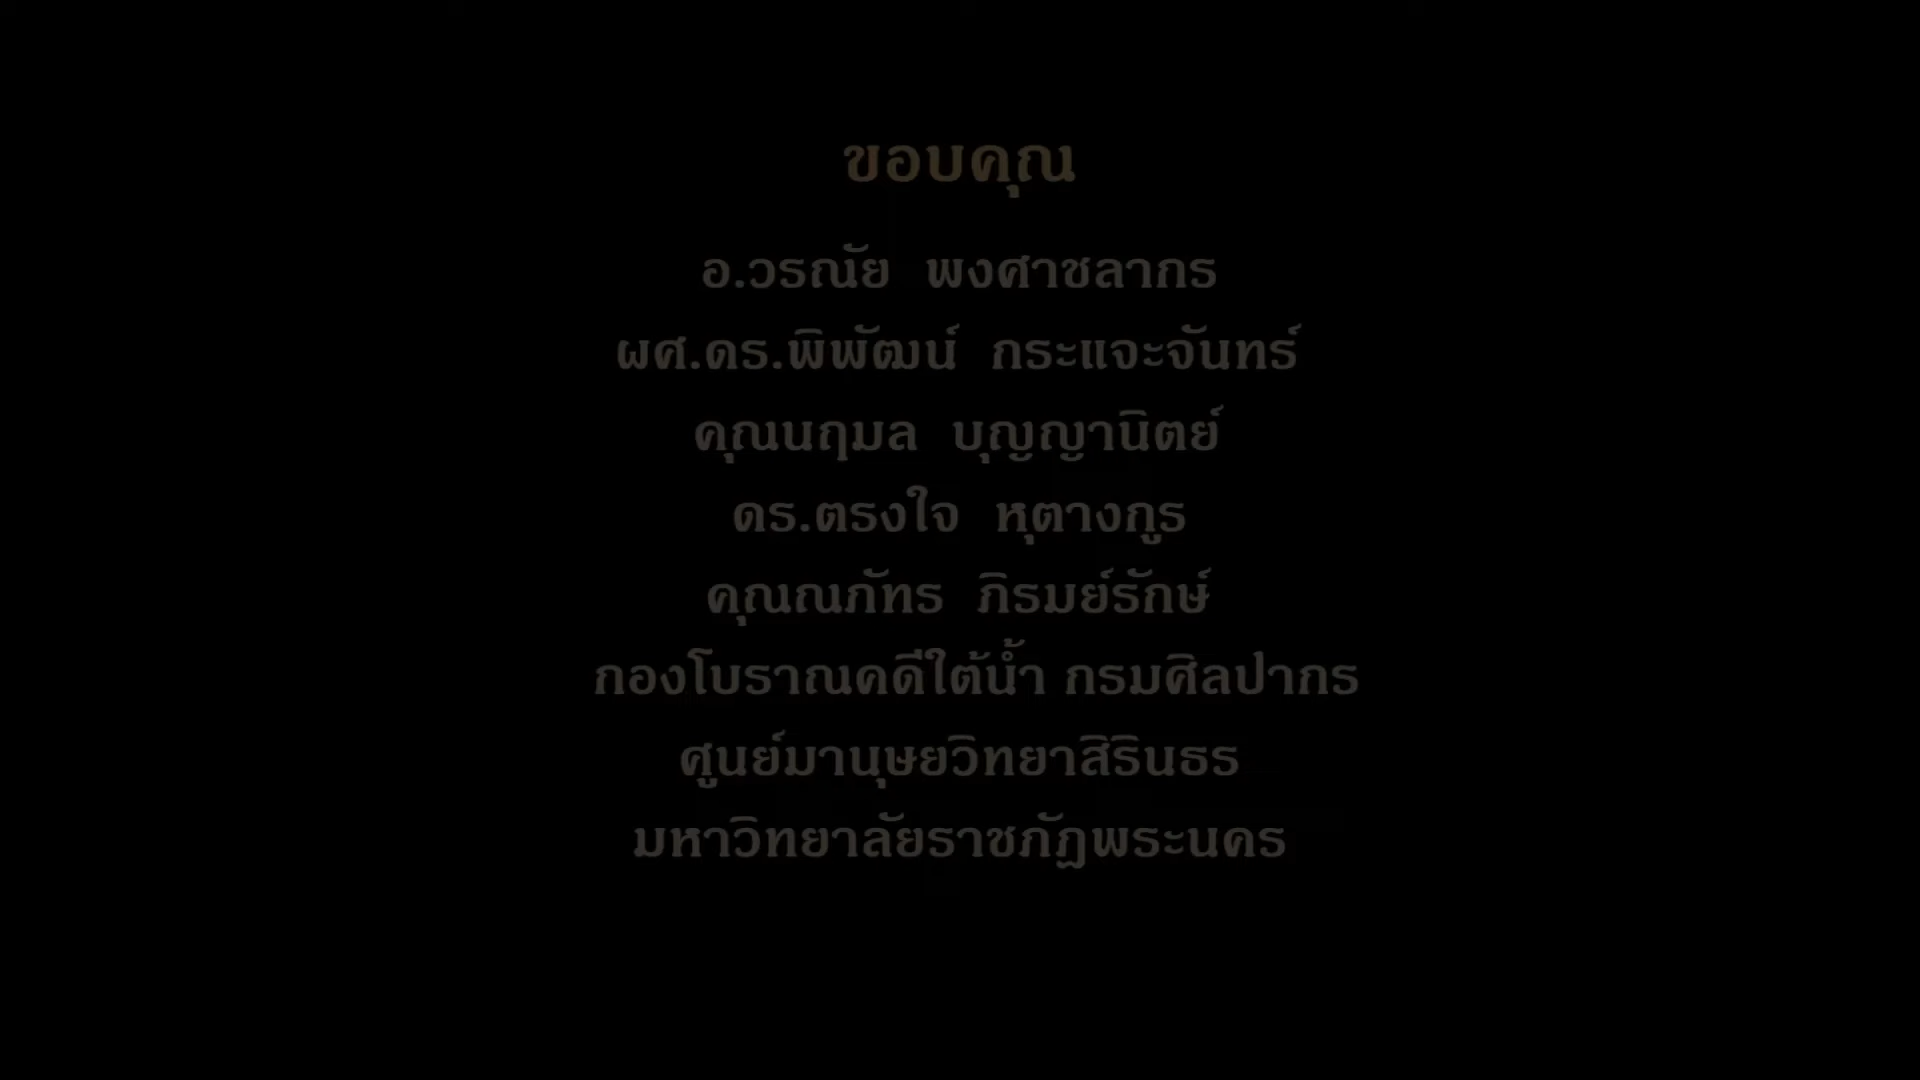 ขอบคุณ
อ.วรณัย พงศาชลากร
ผศ.ดร.พิพัฒน์ กระแจะจันทร์
คุณนฤมล บุญญานิตย์
ดร.ตรงใจ หุตางกูร
คุณณภัทร ภิรมย์รักษ์
กองโบราณคดีใต้น้ำ กรมศิลปากร
ศูนย์มานุษยวิทยาสิรินธร
มหาวิทยาลัยราชภัฏพระนคร